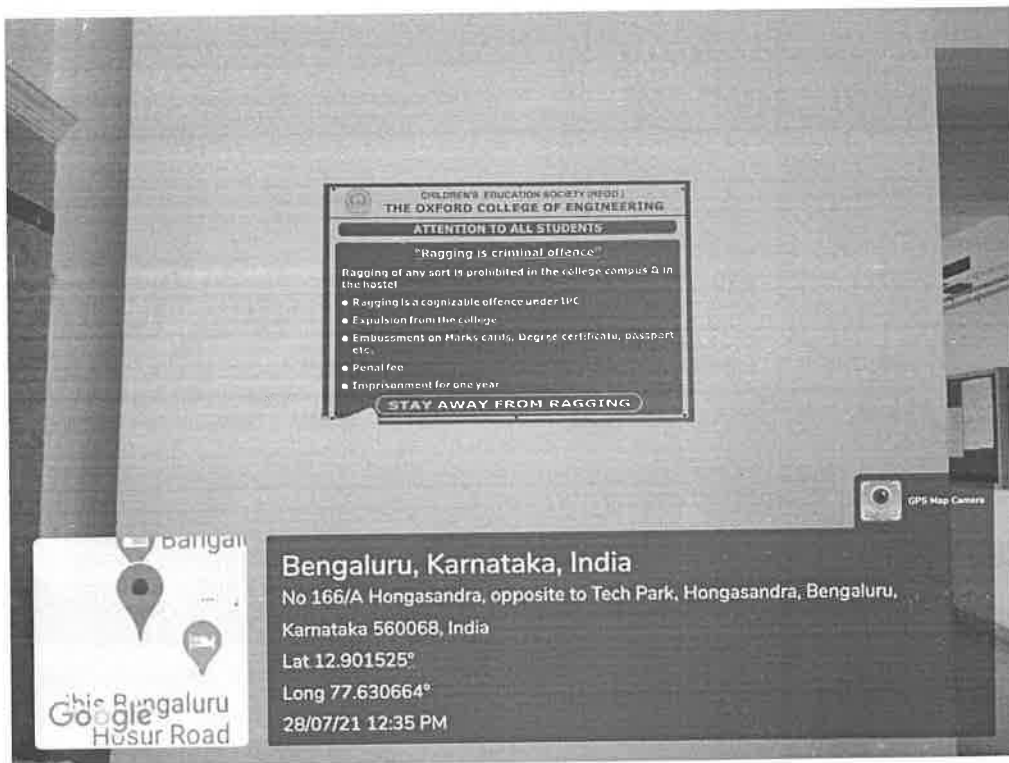 CHILDREN'S EDUCATION SOCIETY (REGD.)
THE OXFORD COLLEGE OF ENGINEERING
ATTENTION TO ALL STUDENTS
"Ragging is criminal offence"
Ragging of any sort is prohibited in the college campus & in
the hostel
● Ragging is a cognizable offence under IPC
● Expulsion from the college
● Embussment on Marks cards, Degree certificate, passport
etc.
● Penal fee
● Imprisonment for one year
STAY AWAY FROM RAGGING
GPS Map Camera
Bengaluru, Karnataka, India
No 166/A Hongasandra, opposite to Tech Park, Hongasandra, Bengaluru,
Karnataka 560068, India
Lat 12.901525°
Long 77.630664°
28/07/21 12:35 PM
Bengaluru
Google
Hosur Road